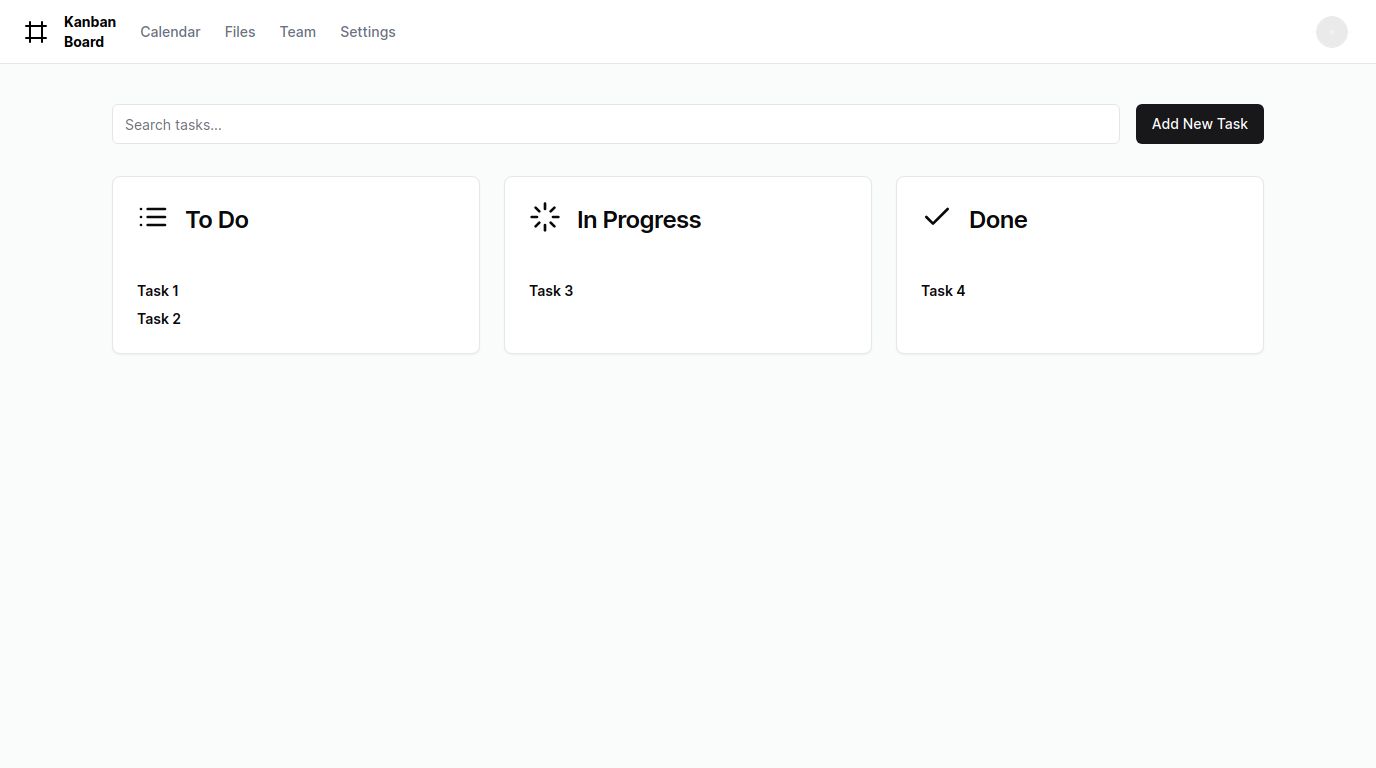 Kanban
Board
Calendar
Files
Team
Settings
Search tasks...
Add New Task
To Do
Task 1
Task 2
In Progress
Task 3
Done
Task 4